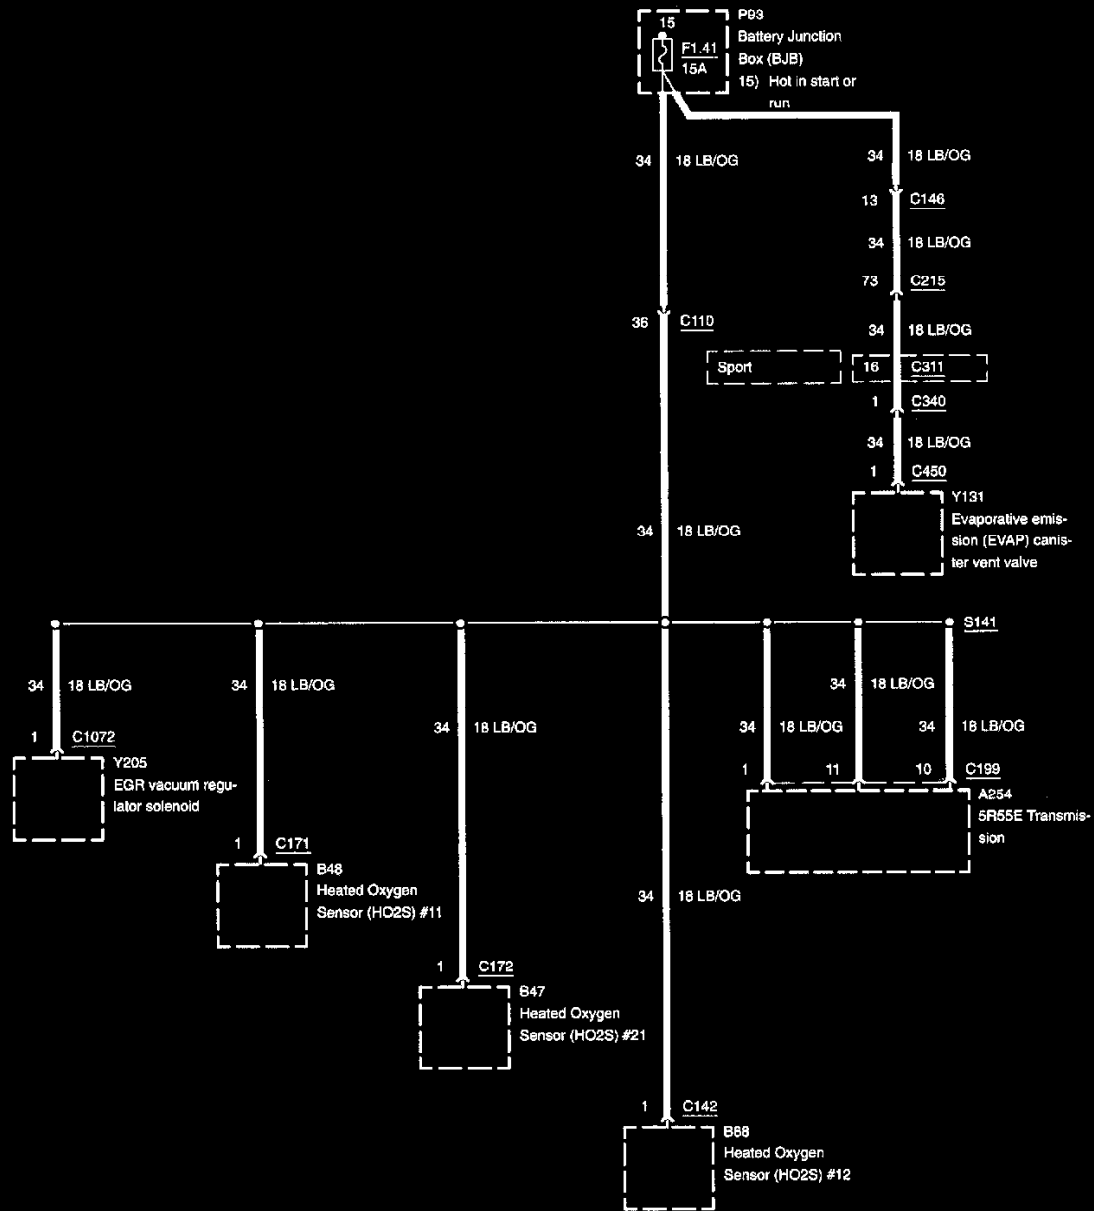 15
P93
Battery Junction
Box (BJB)
15) Hot in start or
run
F1.41
15A
34 18 LB/OG
34 18 LB/OG
13 C146
34 18 LB/OG
73 C215
36 C110
34 18 LB/OG
Sport
16 C311
1 C340
34 18 LB/OG
1 C450
Y131
Evaporative emis-
sion (EVAP) canis-
ter vent valve
34 18 LB/OG
S141
34 18 LB/OG
34 18 LB/OG
34 18 LB/OG
34 18 LB/OG
34 18 LB/OG
34 18 LB/OG
1 C1072
Y205
EGR vacuum regu-
lator solenoid
1 11 10 C199
A254
5R55E Transmis-
sion
1 C171
B48
Heated Oxygen
Sensor (HO2S) #11
34 18 LB/OG
1 C172
B47
Heated Oxygen
Sensor (HO2S) #21
1 C142
B68
Heated Oxygen
Sensor (HO2S) #12